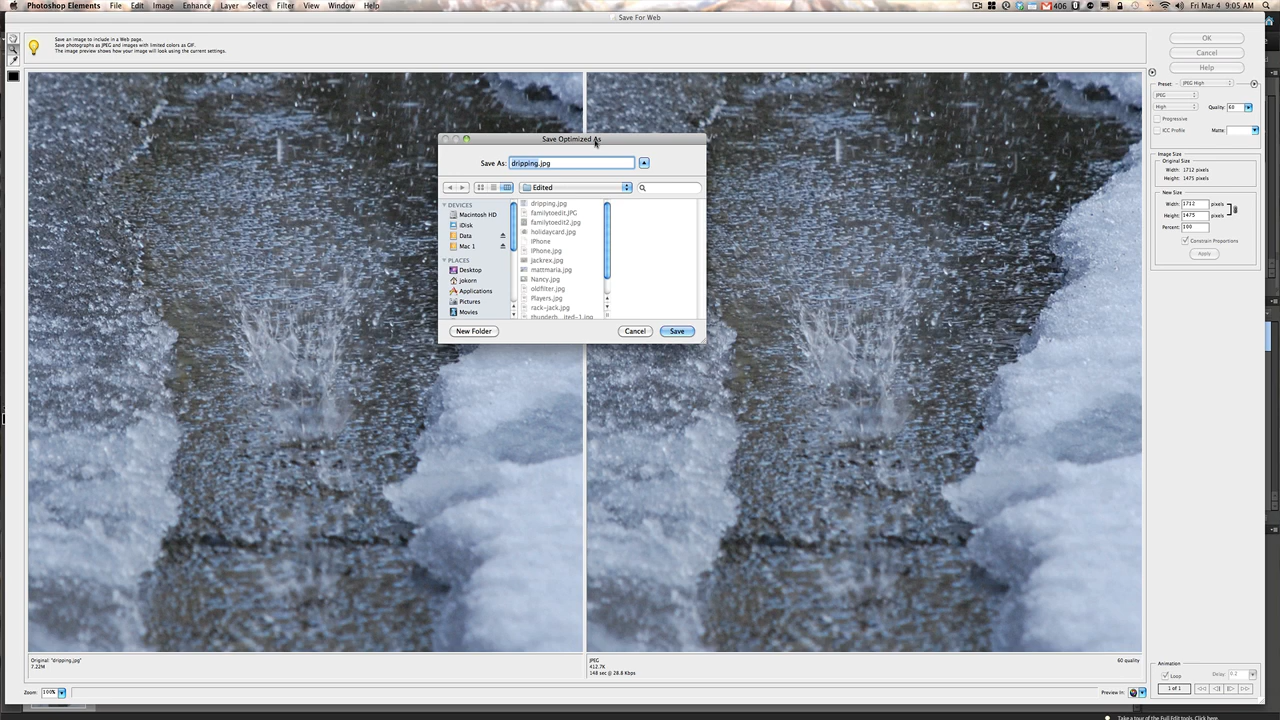 Photoshop Elements File Edit Image Enhance Layer Select Filter View Window Help
406
Fri Mar 4 9:05 AM
Save For Web
Save an image to include in a Web page.
Save photographs as JPEG and images with limited colors as GIF.
The image preview shows how your image will look using the current settings.
OK
Cancel
Help
Preset: JPEG High
JPEG
High
Quality: 60
Progressive
ICC Profile
Matte:
Image Size
Original Size
Width: 1712 pixels
Height: 1475 pixels
New Size
Width: 1712 pixels
Height: 1475 pixels
Percent: 100
Constrain Proportions
Apply
Save Optimized As
Save As: dripping.jpg
Edited
DEVICES
Macintosh HD
iDisk
Data
Mac 1
PLACES
Desktop
jokorn
Applications
Pictures
Movies
dripping.jpg
familytoedit.JPG
familytoedit2.jpg
holidaycard.jpg
IPhone
IPhone.jpg
jackrex.jpg
mattmaria.jpg
Nancy.jpg
oldfilter.jpg
Players.jpg
rack-jack.jpg
thunderb...ited-1.jpg
New Folder
Cancel
Save
Original: "dripping.jpg"
7.22M
JPEG
412.7K
148 sec @ 28.8 Kbps
60 quality
Zoom: 100%
Preview In:
Animation
Loop
Delay: 0.2
1 of 1
Take a tour of the Full Edit tools. Click here.